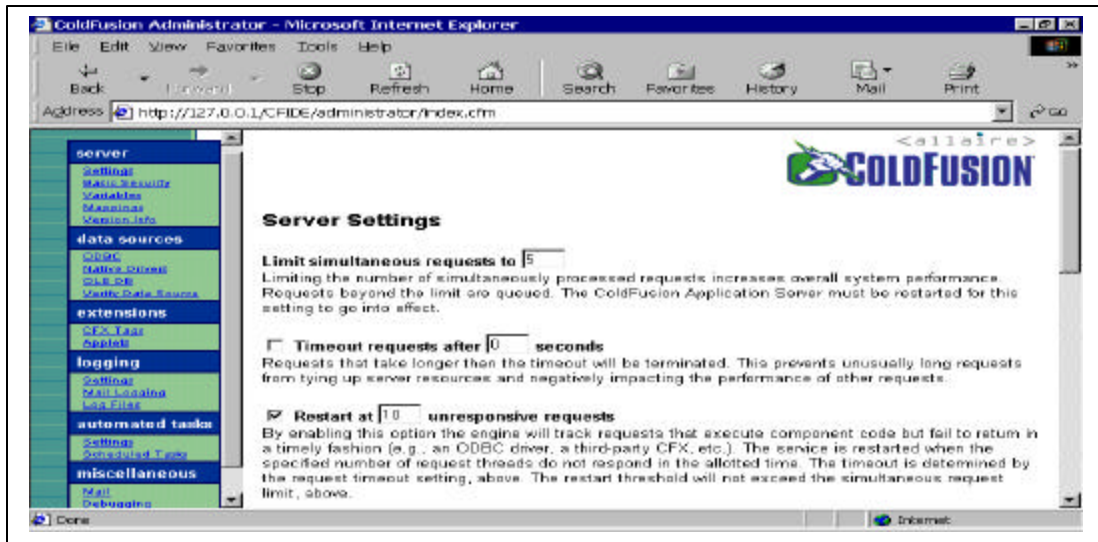 ColdFusion Administrator - Microsoft Internet Explorer
File Edit View Favorites Tools Help
Back Forward Stop Refresh Home Search Favorites History Mail Print
Address http://127.0.0.1/CFIDE/administrator/index.cfm Go
<allaire>
COLDFUSION
server
Settings
Basic Security
Variables
Mappings
Version Info
data sources
ODBC
Native Drivers
OLE DB
Verify Data Source
extensions
CFX Tags
Applets
logging
Settings
Mail Logging
Log Files
automated tasks
Settings
Scheduled Tasks
miscellaneous
Mail
Debugging
Server Settings
Limit simultaneous requests to 5
Limiting the number of simultaneously processed requests increases overall system performance.
Requests beyond the limit are queued. The ColdFusion Application Server must be restarted for this
setting to go into effect.
Timeout requests after 0 seconds
Requests that take longer than the timeout will be terminated. This prevents unusually long requests
from tying up server resources and negatively impacting the performance of other requests.
Restart at 10 unresponsive requests
By enabling this option the engine will track requests that execute component code but fail to return in
a timely fashion (e.g., an ODBC driver, a third-party CFX, etc.). The service is restarted when the
specified number of request threads do not respond in the allotted time. The timeout is determined by
the request timeout setting, above. The restart threshold will not exceed the simultaneous request
limit, above.
Done Internet